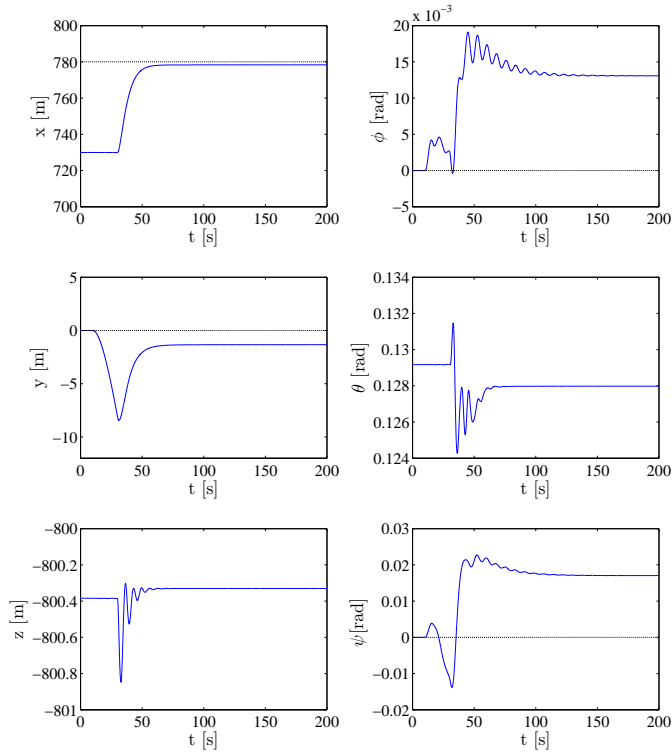 x [m]
800
780
760
740
720
700
0 50 100 150 200
t [s]
x 10⁻³
ϕ [rad]
20
15
10
5
0
−5
0 50 100 150 200
t [s]
y [m]
5
0
−5
−10
0 50 100 150 200
t [s]
θ [rad]
0.134
0.132
0.13
0.128
0.126
0.124
0 50 100 150 200
t [s]
z [m]
−800
−800.2
−800.4
−800.6
−800.8
−801
0 50 100 150 200
t [s]
ψ[rad]
0.03
0.02
0.01
0
−0.01
−0.02
0 50 100 150 200
t [s]